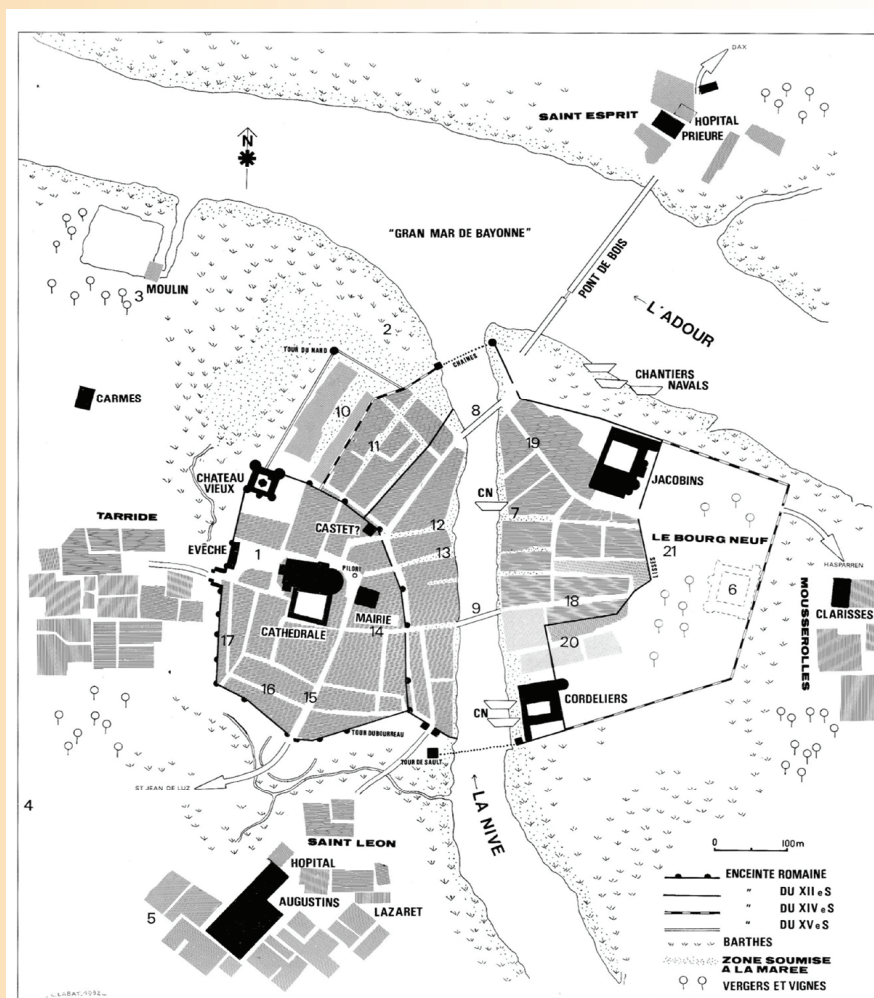 DAX
SAINT ESPRIT
HOPITAL
PRIEURE
N
"GRAN MAR DE BAYONNE"
PONT DE BOIS
3
MOULIN
L'ADOUR
2
TOUR DU NARD
CHAINES
CHANTIERS
NAVALS
CARMES
10
8
11
19
CHATEAU
VIEUX
JACOBINS
CN
TARRIDE
CASTET?
12
7
EVÊCHE
1
13
LE BOURG NEUF
21
HASPARREN
PILORI
6
MOUSSEROLLES
MAIRIE
9
18
CLARISSES
CATHEDRALE
14
17
20
16
15
CORDELIERS
CN
TOUR DU BOURREAU
TOUR DE SAULT
ST JEAN DE LUZ
4
LA NIVE
SAINT LEON
0 100m
HOPITAL
ENCEINTE ROMAINE
AUGUSTINS
" DU XII e S
5
LAZARET
" DU XIV e S
" DU XV e S
BARTHES
ZONE SOUMISE
A LA MAREE
VERGERS ET VIGNES